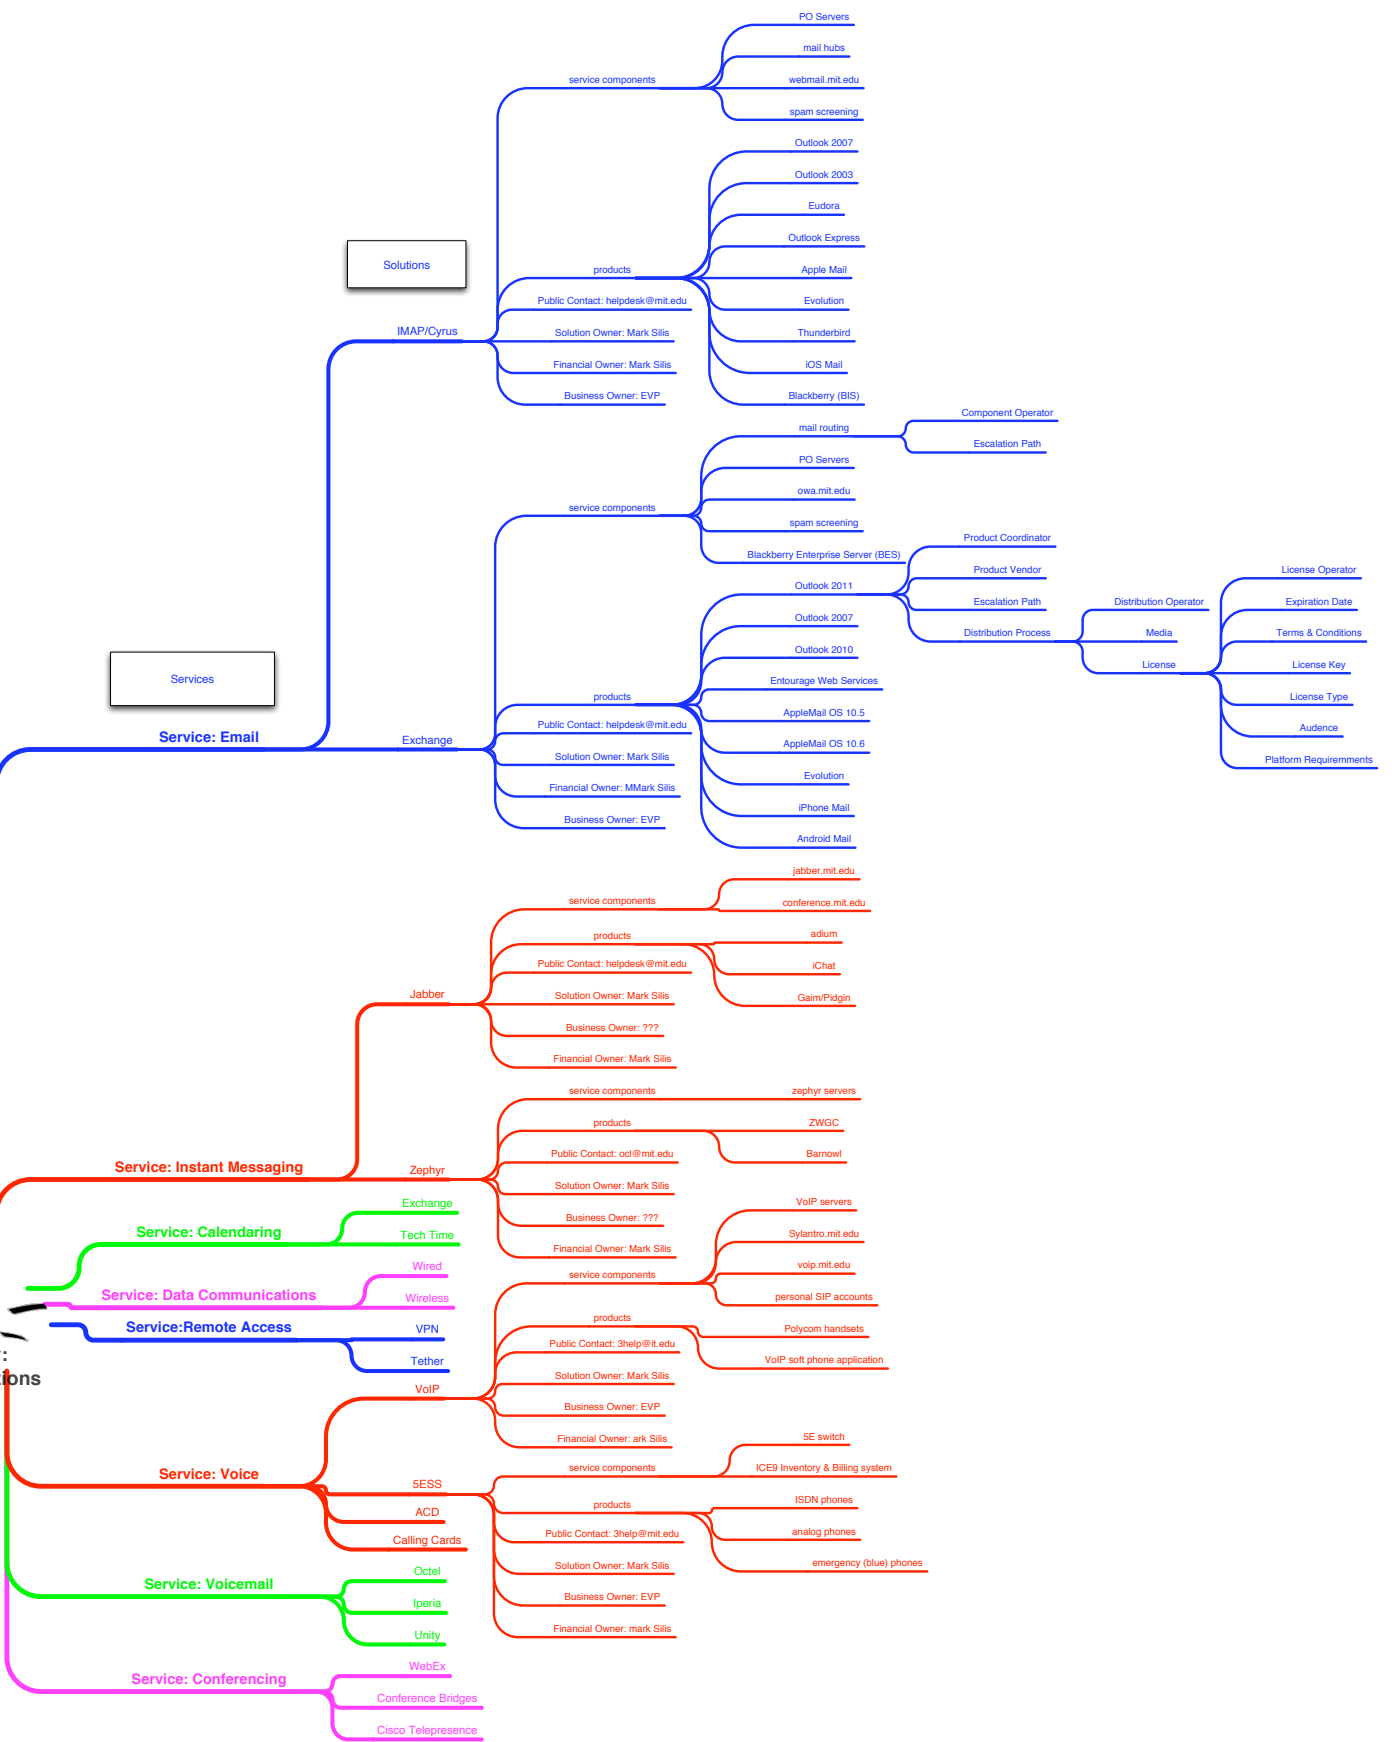 PO Servers
mail hubs
service components
webmail.mit.edu
spam screening
Outlook 2007
Outlook 2003
Eudora
Outlook Express
Solutions
products
Apple Mail
Public Contact: helpdesk@mit.edu
Evolution
IMAP/Cyrus
Solution Owner: Mark Silis
Thunderbird
Financial Owner: Mark Silis
iOS Mail
Business Owner: EVP
Blackberry (BIS)
mail routing
Component Operator
Escalation Path
PO Servers
owa.mit.edu
service components
spam screening
Blackberry Enterprise Server (BES)
Outlook 2011
Product Coordinator
Product Vendor
Escalation Path
Distribution Process
Distribution Operator
Media
License
License Operator
Expiration Date
Terms & Conditions
License Key
License Type
Audence
Platform Requiremments
Outlook 2007
Outlook 2010
Services
Entourage Web Services
products
AppleMail OS 10.5
Public Contact: helpdesk@mit.edu
Service: Email
Exchange
AppleMail OS 10.6
Solution Owner: Mark Silis
Evolution
Financial Owner: MMark Silis
iPhone Mail
Business Owner: EVP
Android Mail
jabber.mit.edu
service components
conference.mit.edu
products
adium
Public Contact: helpdesk@mit.edu
iChat
Jabber
Solution Owner: Mark Silis
Gaim/Pidgin
Business Owner: ???
Financial Owner: Mark Silis
service components
zephyr servers
products
ZWGC
Public Contact: ocl@mit.edu
Barnowl
Service: Instant Messaging
Zephyr
Solution Owner: Mark Silis
Business Owner: ???
Financial Owner: Mark Silis
Exchange
Service: Calendaring
Tech Time
Wired
Service: Data Communications
Wireless
Service:Remote Access
VPN
Tether
:
tions
VoIP servers
Sylantro.mit.edu
service components
voip.mit.edu
personal SIP accounts
products
Polycom handsets
Public Contact: 3help@it.edu
VoIP soft phone application
VoIP
Solution Owner: Mark Silis
Business Owner: EVP
Financial Owner: ark Silis
Service: Voice
5ESS
5E switch
service components
ICE9 Inventory & Billing system
products
ISDN phones
ACD
Public Contact: 3help@mit.edu
analog phones
Calling Cards
Solution Owner: Mark Silis
emergency (blue) phones
Business Owner: EVP
Financial Owner: mark Silis
Service: Voicemail
Octel
Iperia
Unity
Service: Conferencing
WebEx
Conference Bridges
Cisco Telepresence